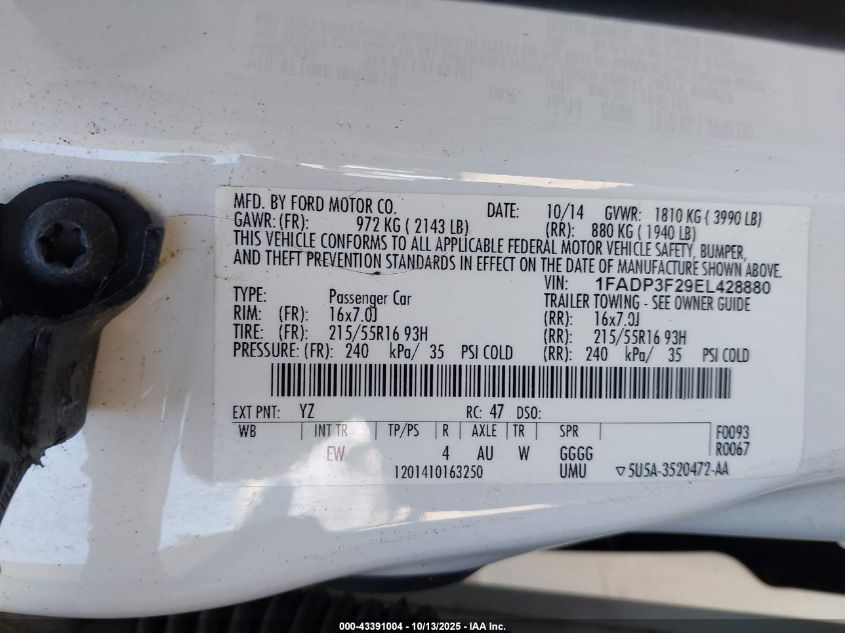 MFD. BY FORD MOTOR CO. DATE: 10/14 GVWR: 1810 KG ( 3990 LB)
GAWR: (FR): 972 KG ( 2143 LB) (RR): 880 KG ( 1940 LB)
THIS VEHICLE CONFORMS TO ALL APPLICABLE FEDERAL MOTOR VEHICLE SAFETY, BUMPER,
AND THEFT PREVENTION STANDARDS IN EFFECT ON THE DATE OF MANUFACTURE SHOWN ABOVE.
VIN: 1FADP3F29EL428880
TYPE: Passenger Car TRAILER TOWING - SEE OWNER GUIDE
RIM: (FR): 16x7.0J (RR): 16x7.0J
TIRE: (FR): 215/55R16 93H (RR): 215/55R16 93H
PRESSURE: (FR): 240 kPa/ 35 PSI COLD (RR): 240 kPa/ 35 PSI COLD
EXT PNT: YZ RC: 47 DSO:
WB INT TR TP/PS R AXLE TR SPR F0093
EW 4 AU W GGGG R0067
1201410163250 UMU ▽5U5A-3520472-AA
000-43391004 - 10/13/2025 - IAA Inc.